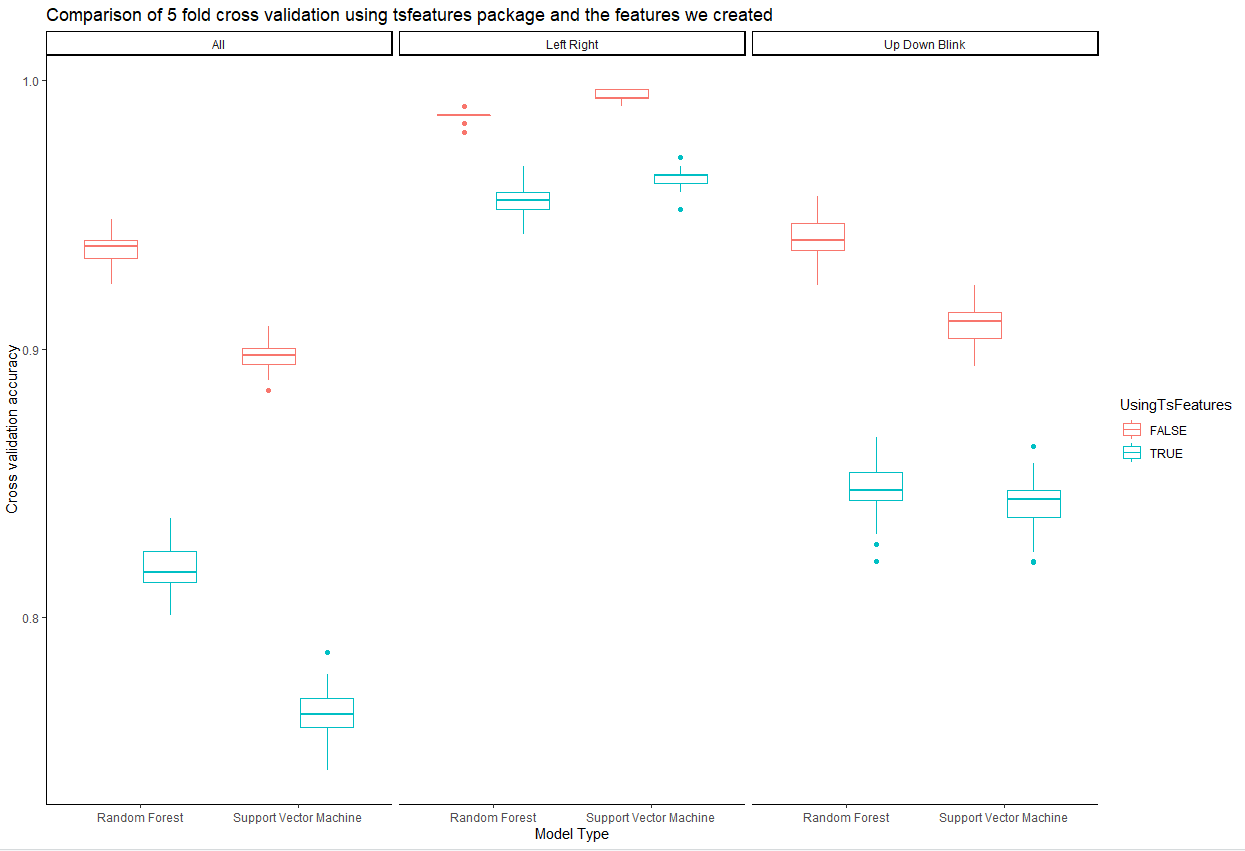 Comparison of 5 fold cross validation using tsfeatures package and the features we created
All
Left Right
Up Down Blink
1.0
0.9
0.8
Cross validation accuracy
Random Forest
Support Vector Machine
Random Forest
Support Vector Machine
Random Forest
Support Vector Machine
Model Type
UsingTsFeatures
FALSE
TRUE